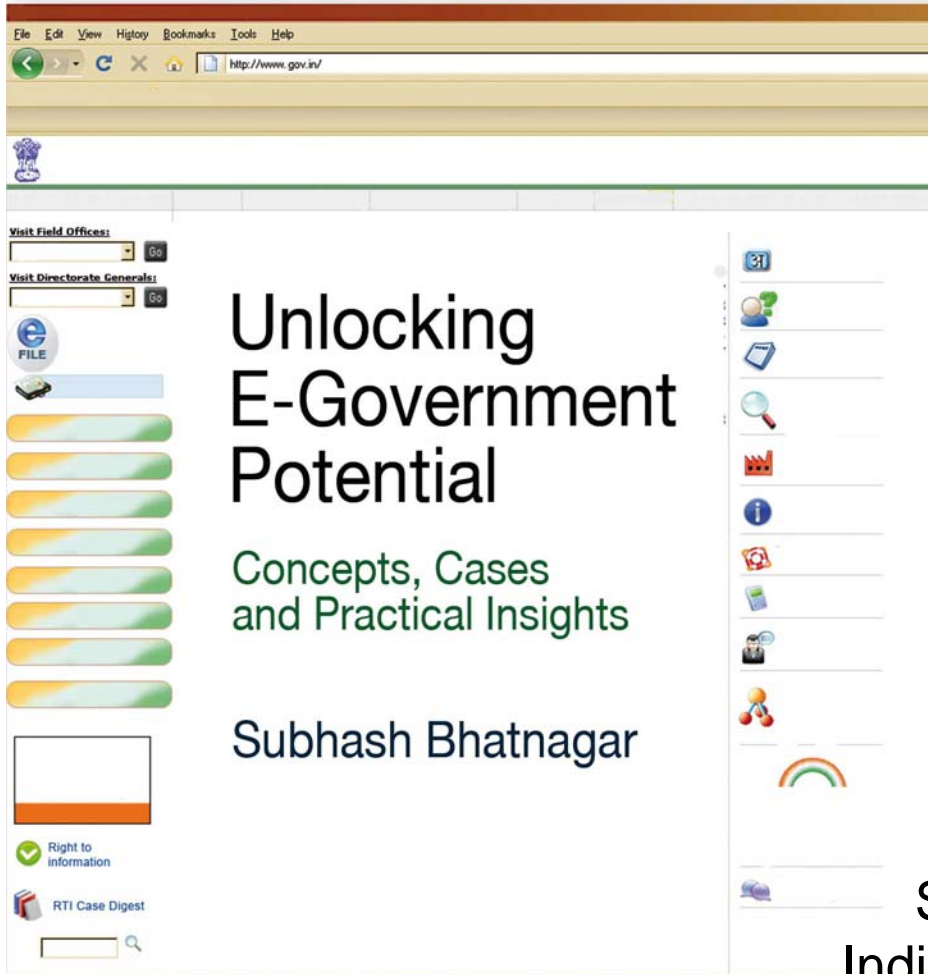 File Edit View History Bookmarks Tools Help
http://www.gov.in/
Visit Field Offices:
Go
Visit Directorate Generals:
Go
e
FILE
अ
Unlocking
E-Government
Potential
Concepts, Cases
and Practical Insights
Subhash Bhatnagar
Right to
information
RTI Case Digest